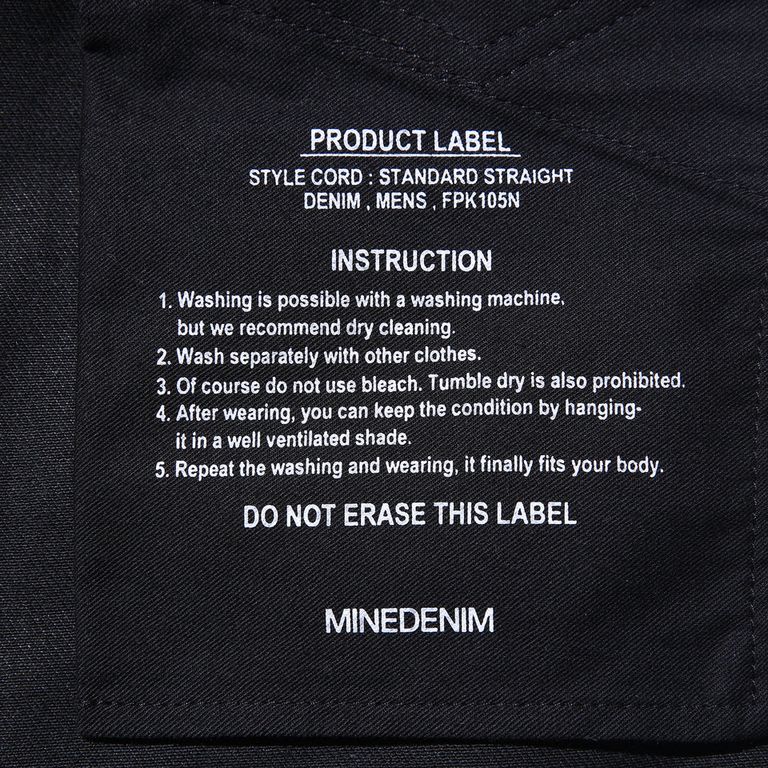 PRODUCT LABEL
STYLE CORD : STANDARD STRAIGHT
DENIM , MENS , FPK105N
INSTRUCTION
1. Washing is possible with a washing machine,
but we recommend dry cleaning.
2. Wash separately with other clothes.
3. Of course do not use bleach. Tumble dry is also prohibited.
4. After wearing, you can keep the condition by hanging-
it in a well ventilated shade.
5. Repeat the washing and wearing, it finally fits your body.
DO NOT ERASE THIS LABEL
MINEDENIM